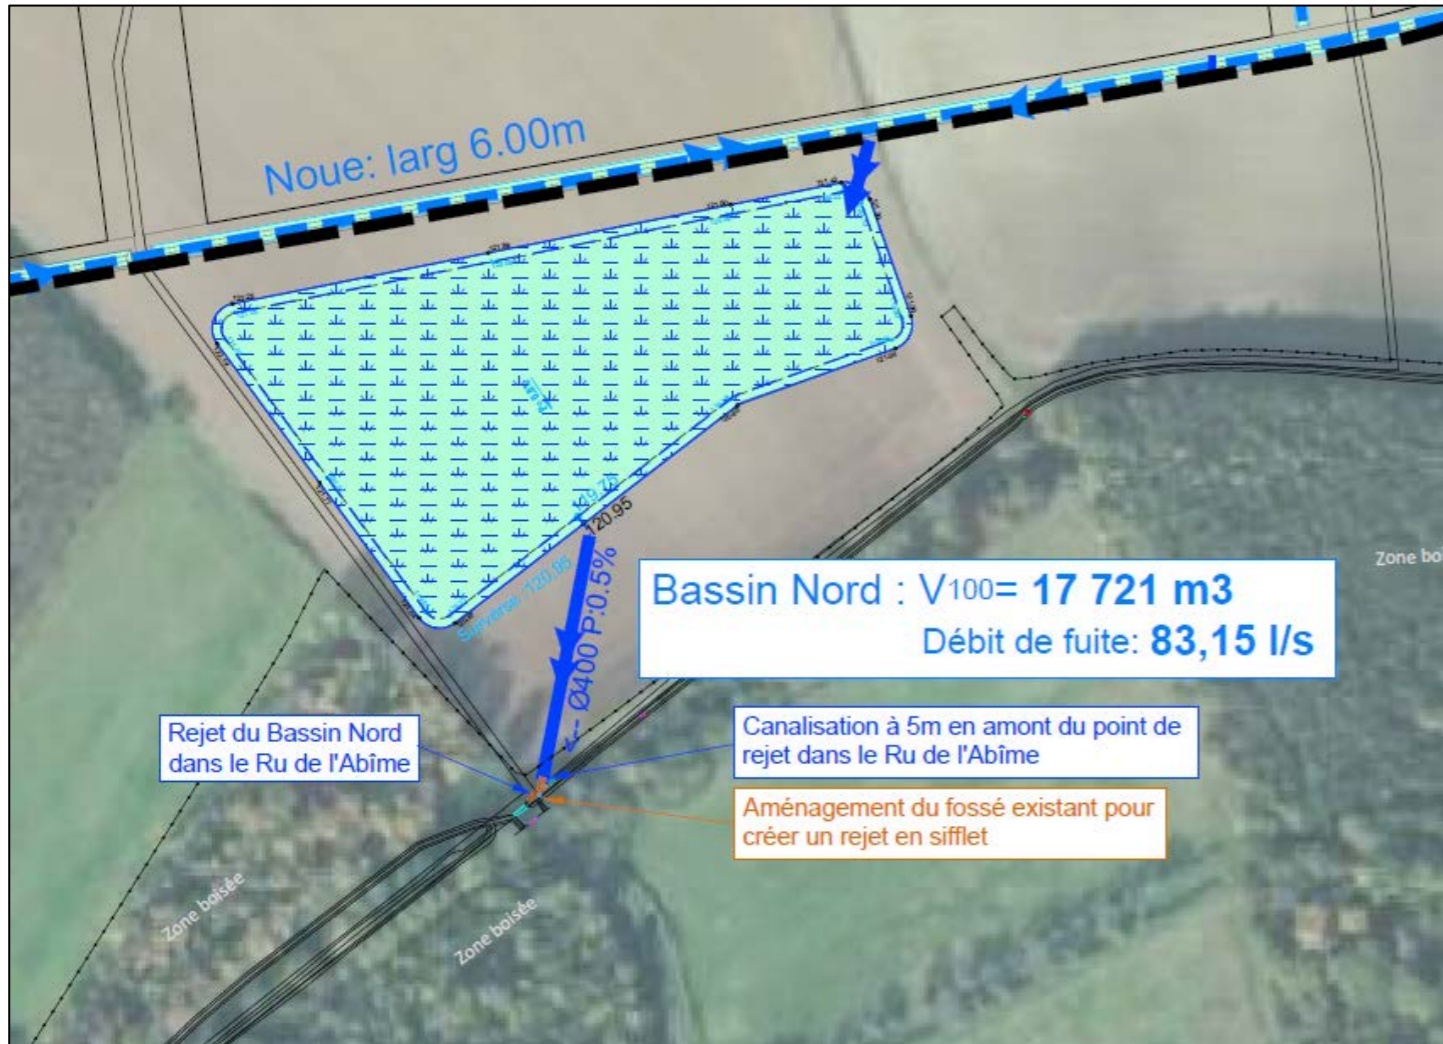 Noue: larg 6.00m
119.75
120.95
Surverse :120.95
Ø400 P:0.5%
Bassin Nord : V100= 17 721 m3
Débit de fuite: 83,15 l/s
Zone bo
Rejet du Bassin Nord
dans le Ru de l'Abîme
Canalisation à 5m en amont du point de
rejet dans le Ru de l'Abîme
Aménagement du fossé existant pour
créer un rejet en sifflet
Zone boisée
Zone boisée